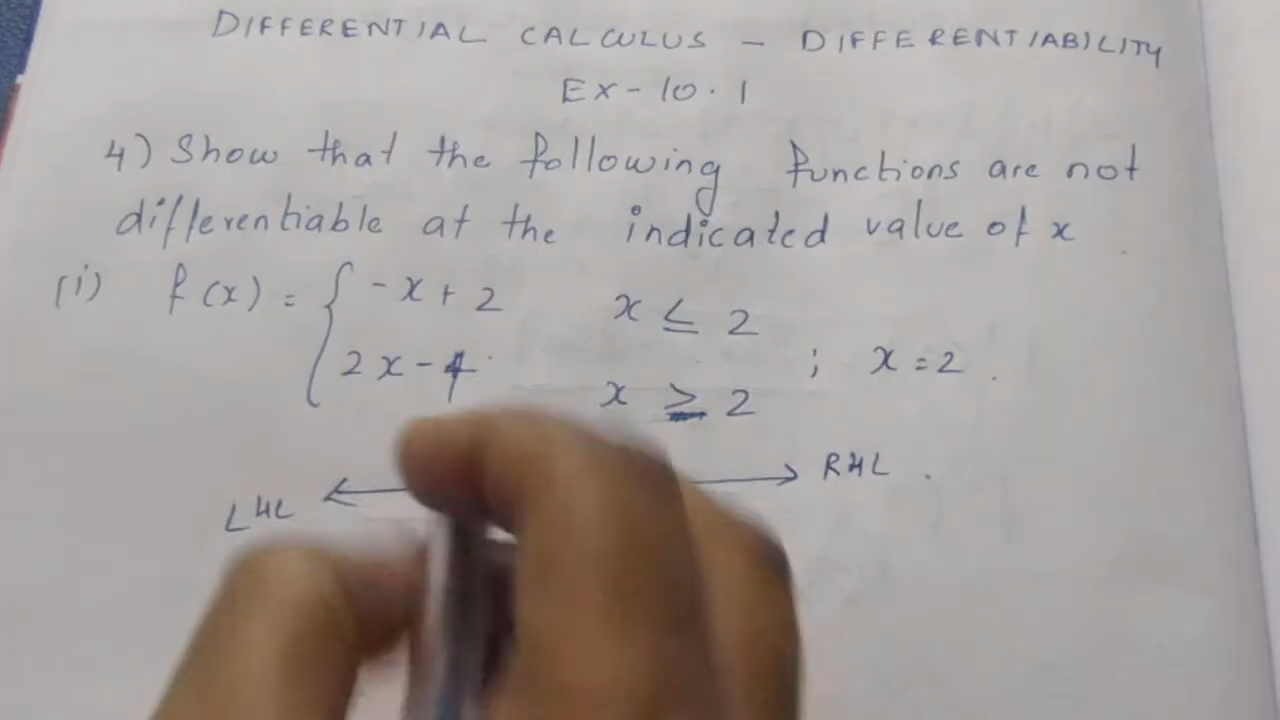 DIFFERENTIAL CALCULUS - DIFFERENTIABILITY
Ex-10.1
4) Show that the following functions are not
differentiable at the indicated value of x
(i) f(x) = { -x+2 x ≤ 2
2x-4 x ≥ 2 ; x=2.
LHL ← → RHL.